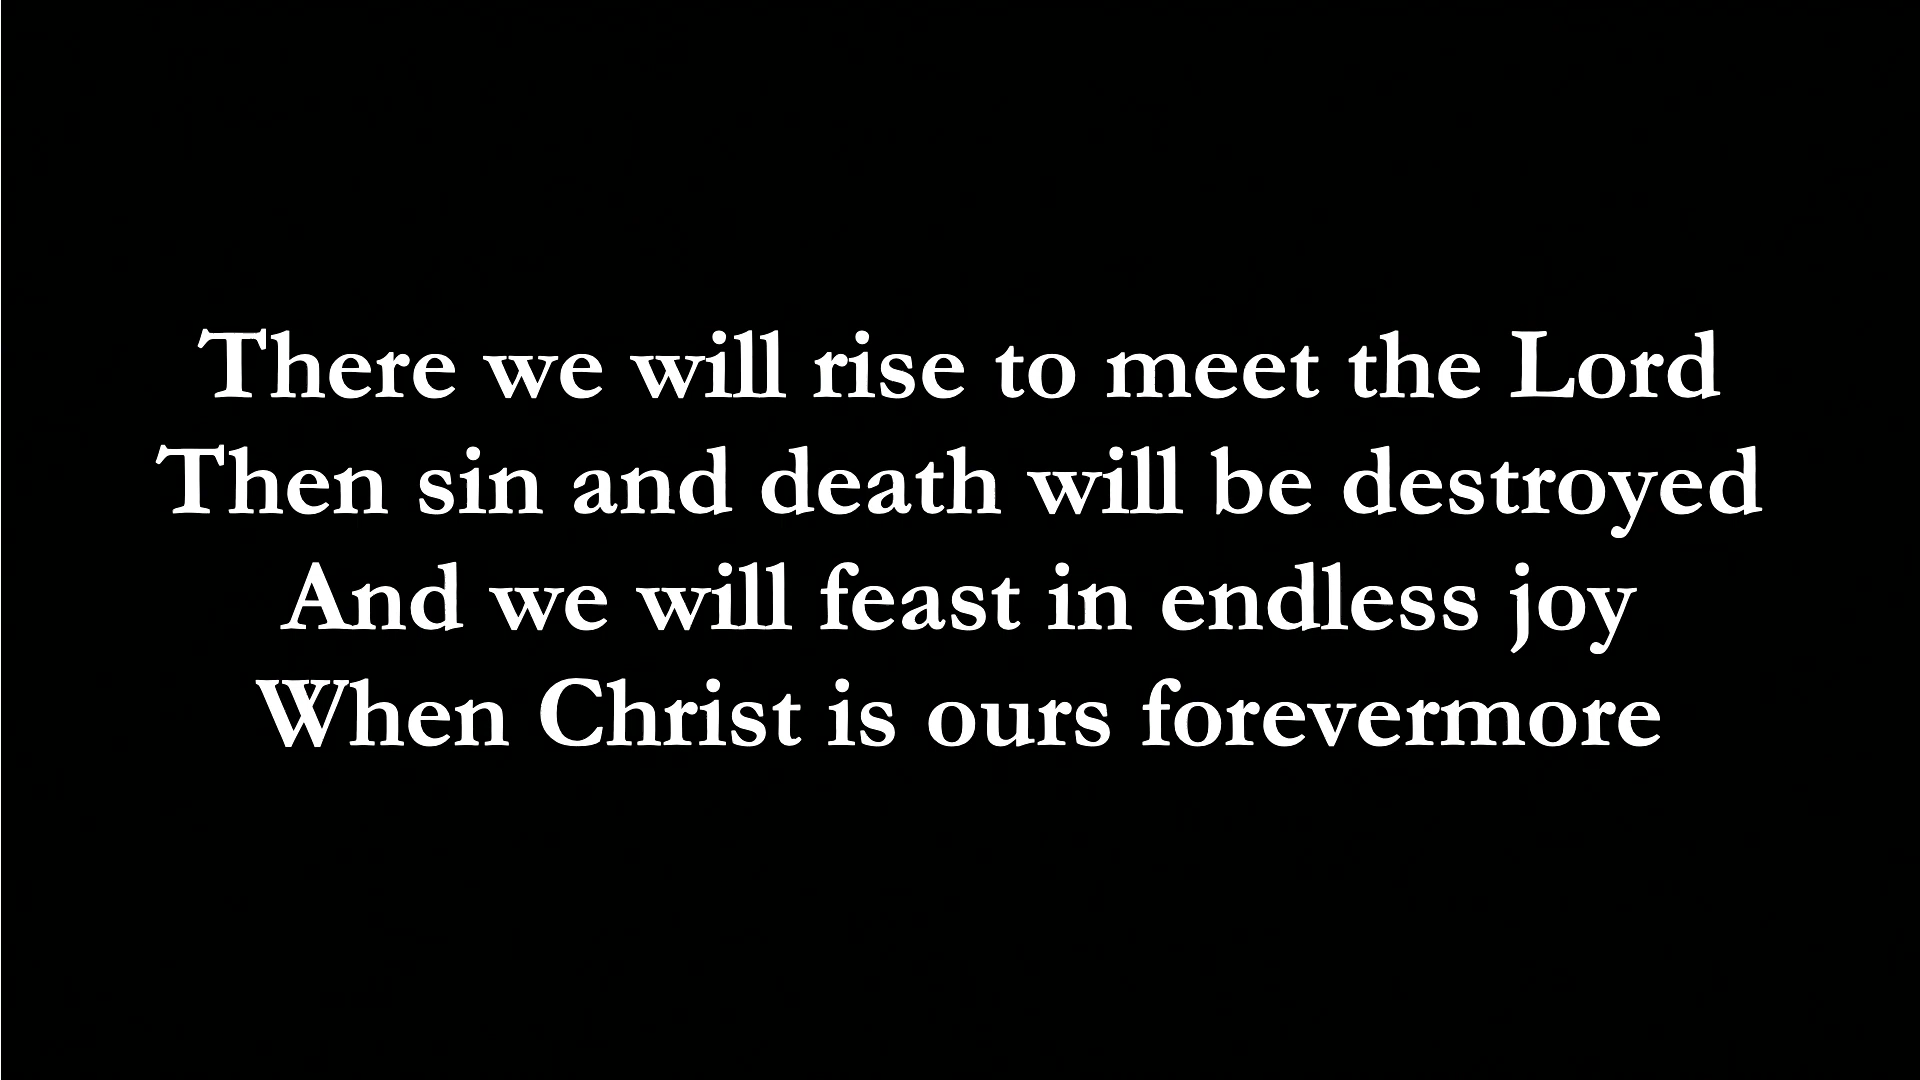 There we will rise to meet the Lord
Then sin and death will be destroyed
And we will feast in endless joy
When Christ is ours forevermore